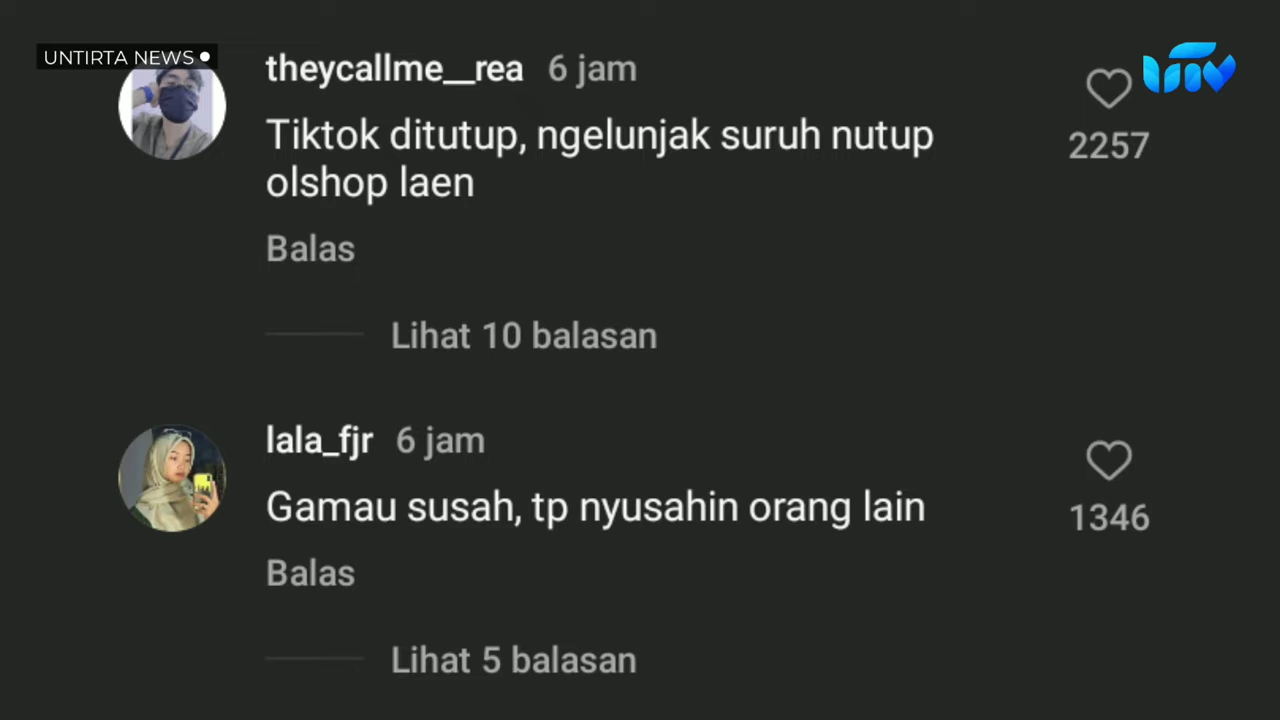 UNTIRTA NEWS
theycallme__rea 6 jam
Tiktok ditutup, ngelunjak suruh nutup
olshop laen
2257
Balas
Lihat 10 balasan
lala_fjr 6 jam
Gamau susah, tp nyusahin orang lain
1346
Balas
Lihat 5 balasan